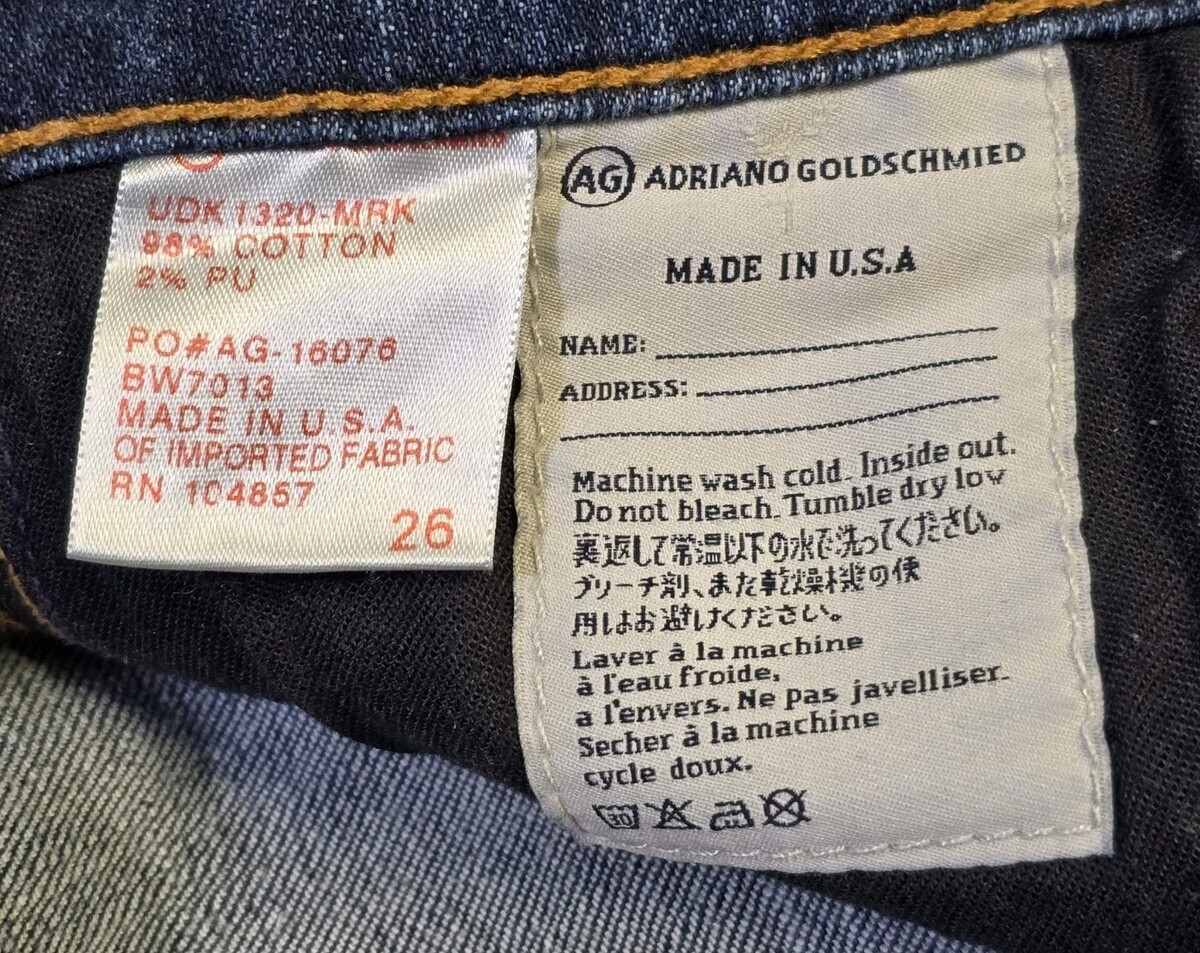 UDK1320-MRK
98% COTTON
2% PU
PO#AG-16076
BW7013
MADE IN U.S.A.
OF IMPORTED FABRIC
RN 104857
26
AG ADRIANO GOLDSCHMIED
MADE IN U.S.A
NAME:
ADDRESS:
Machine wash cold. Inside out.
Do not bleach. Tumble dry low
裏返して常温以下の水で洗ってください。
ブリーチ剤、また乾燥機の使
用はお避けください。
Laver à la machine
à l'eau froide,
a l'envers. Ne pas javelliser.
Secher à la machine
cycle doux.
30